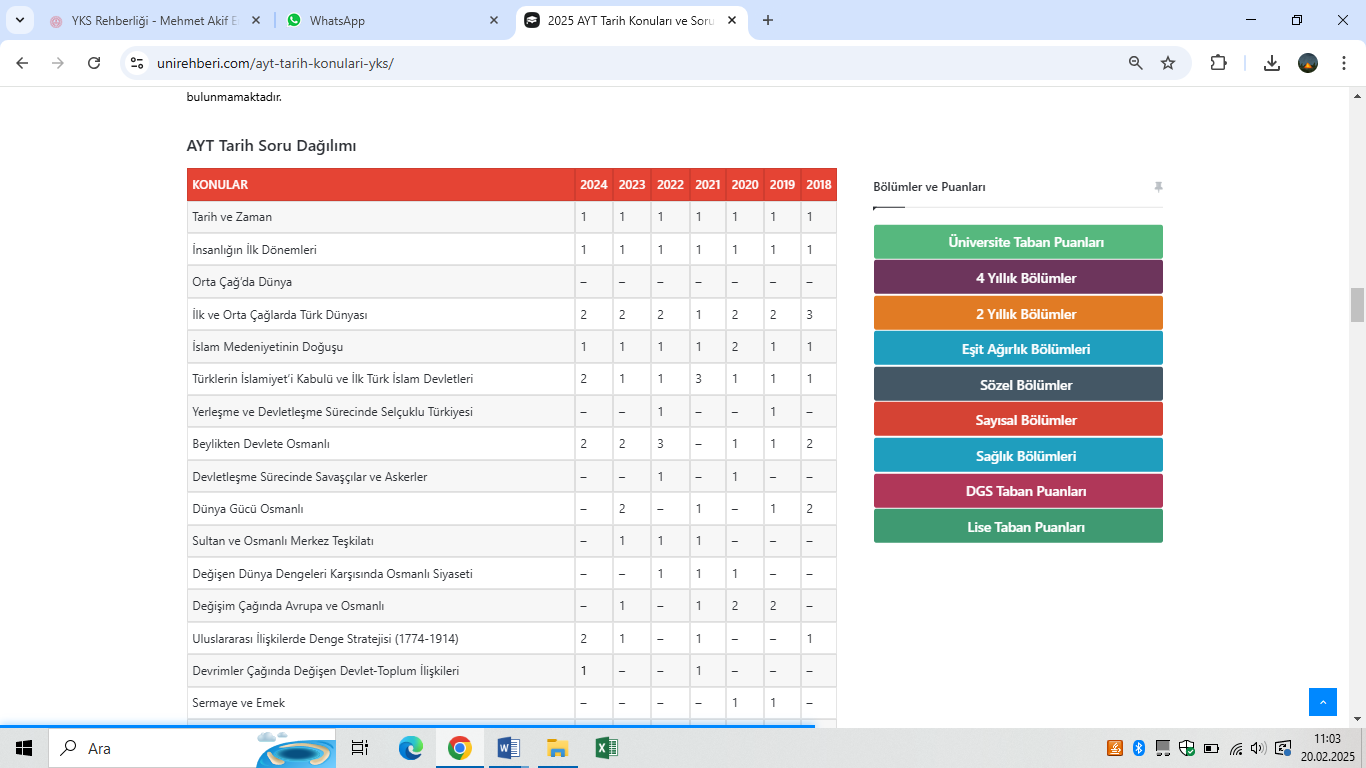 YKS Rehberliği - Mehmet Akif E
WhatsApp
2025 AYT Tarih Konuları ve Soru
unirehberi.com/ayt-tarih-konulari-yks/
bulunmamaktadır.
AYT Tarih Soru Dağılımı
KONULAR 2024 2023 2022 2021 2020 2019 2018
Tarih ve Zaman 1 1 1 1 1 1 1
İnsanlığın İlk Dönemleri 1 1 1 1 1 1 1
Orta Çağ'da Dünya – – – – – – –
İlk ve Orta Çağlarda Türk Dünyası 2 2 2 1 2 2 3
İslam Medeniyetinin Doğuşu 1 1 1 1 2 1 1
Türklerin İslamiyet'i Kabulü ve İlk Türk İslam Devletleri 2 1 1 3 1 1 1
Yerleşme ve Devletleşme Sürecinde Selçuklu Türkiyesi – – 1 – – 1 –
Beylikten Devlete Osmanlı 2 2 3 – 1 1 2
Devletleşme Sürecinde Savaşçılar ve Askerler – – 1 – 1 – –
Dünya Gücü Osmanlı – 2 – 1 – 1 2
Sultan ve Osmanlı Merkez Teşkilatı – 1 1 1 – – –
Değişen Dünya Dengeleri Karşısında Osmanlı Siyaseti – – 1 1 1 – –
Değişim Çağında Avrupa ve Osmanlı – 1 – 1 2 2 –
Uluslararası İlişkilerde Denge Stratejisi (1774-1914) 2 1 – 1 – – 1
Devrimler Çağında Değişen Devlet-Toplum İlişkileri 1 – – 1 – – –
Sermaye ve Emek – – – – 1 1 –
Bölümler ve Puanları
Üniversite Taban Puanları
4 Yıllık Bölümler
2 Yıllık Bölümler
Eşit Ağırlık Bölümleri
Sözel Bölümler
Sayısal Bölümler
Sağlık Bölümleri
DGS Taban Puanları
Lise Taban Puanları
Ara
11:03
20.02.2025